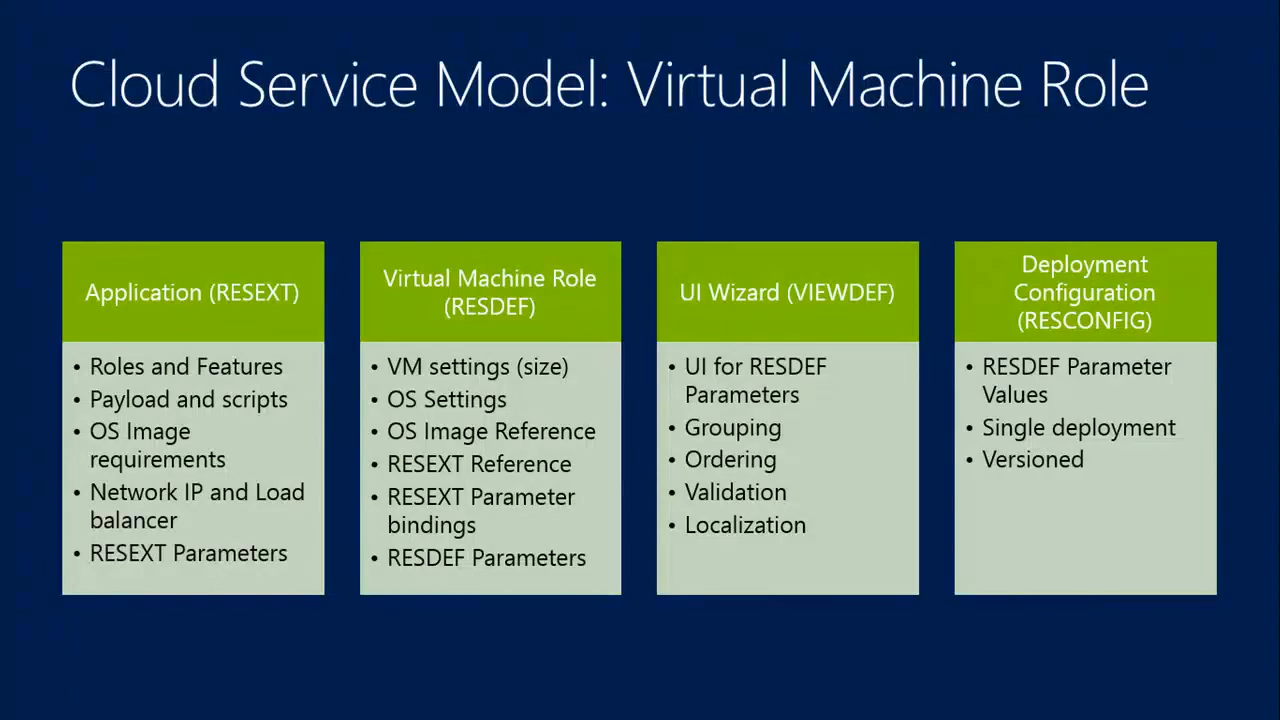 Cloud Service Model: Virtual Machine Role
Application (RESEXT)
• Roles and Features
• Payload and scripts
• OS Image
requirements
• Network IP and Load
balancer
• RESEXT Parameters
Virtual Machine Role
(RESDEF)
• VM settings (size)
• OS Settings
• OS Image Reference
• RESEXT Reference
• RESEXT Parameter
bindings
• RESDEF Parameters
UI Wizard (VIEWDEF)
• UI for RESDEF
Parameters
• Grouping
• Ordering
• Validation
• Localization
Deployment
Configuration
(RESCONFIG)
• RESDEF Parameter
Values
• Single deployment
• Versioned